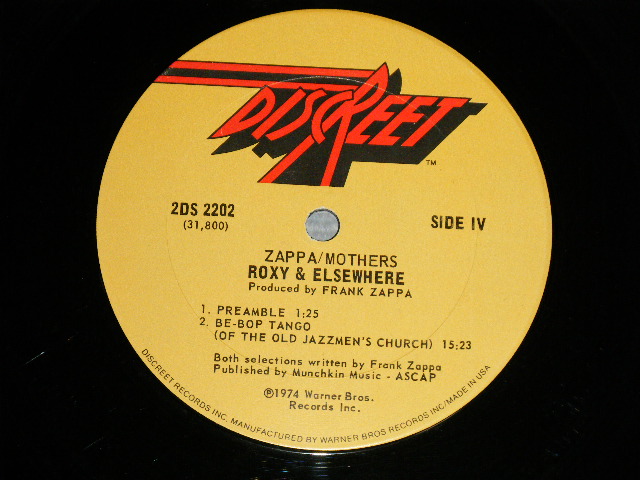 DISCREET
TM
2DS 2202
(31,800)
SIDE IV
ZAPPA/MOTHERS
ROXY & ELSEWHERE
Produced by FRANK ZAPPA
1. PREAMBLE 1:25
2. BE-BOP TANGO
(OF THE OLD JAZZMEN'S CHURCH) 15:23
Both selections written by Frank Zappa
Published by Munchkin Music - ASCAP
℗1974 Warner Bros.
Records Inc.
DISCREET RECORDS INC. MANUFACTURED BY WARNER BROS RECORDS INC/MADE IN USA